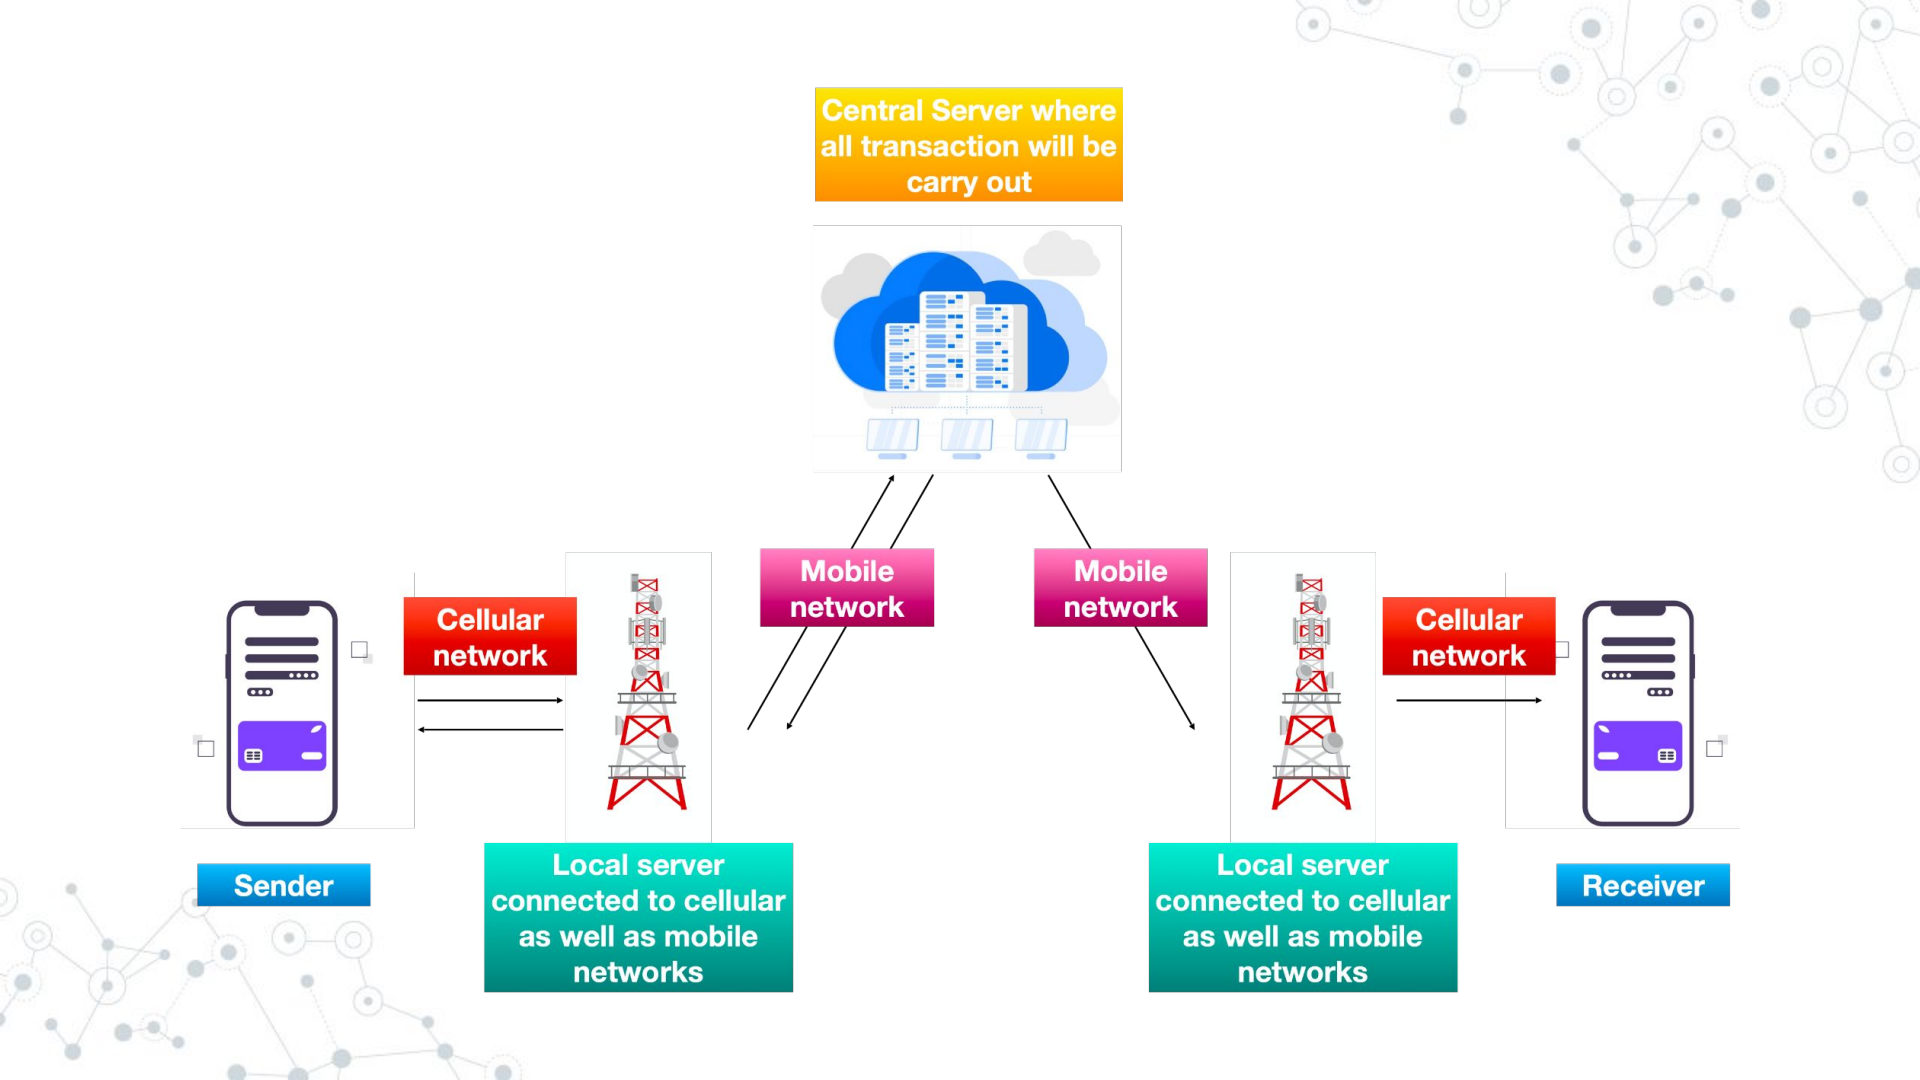 Central Server where
all transaction will be
carry out
Mobile
network
Mobile
network
Cellular
network
Cellular
network
Sender
Local server
connected to cellular
as well as mobile
networks
Local server
connected to cellular
as well as mobile
networks
Receiver